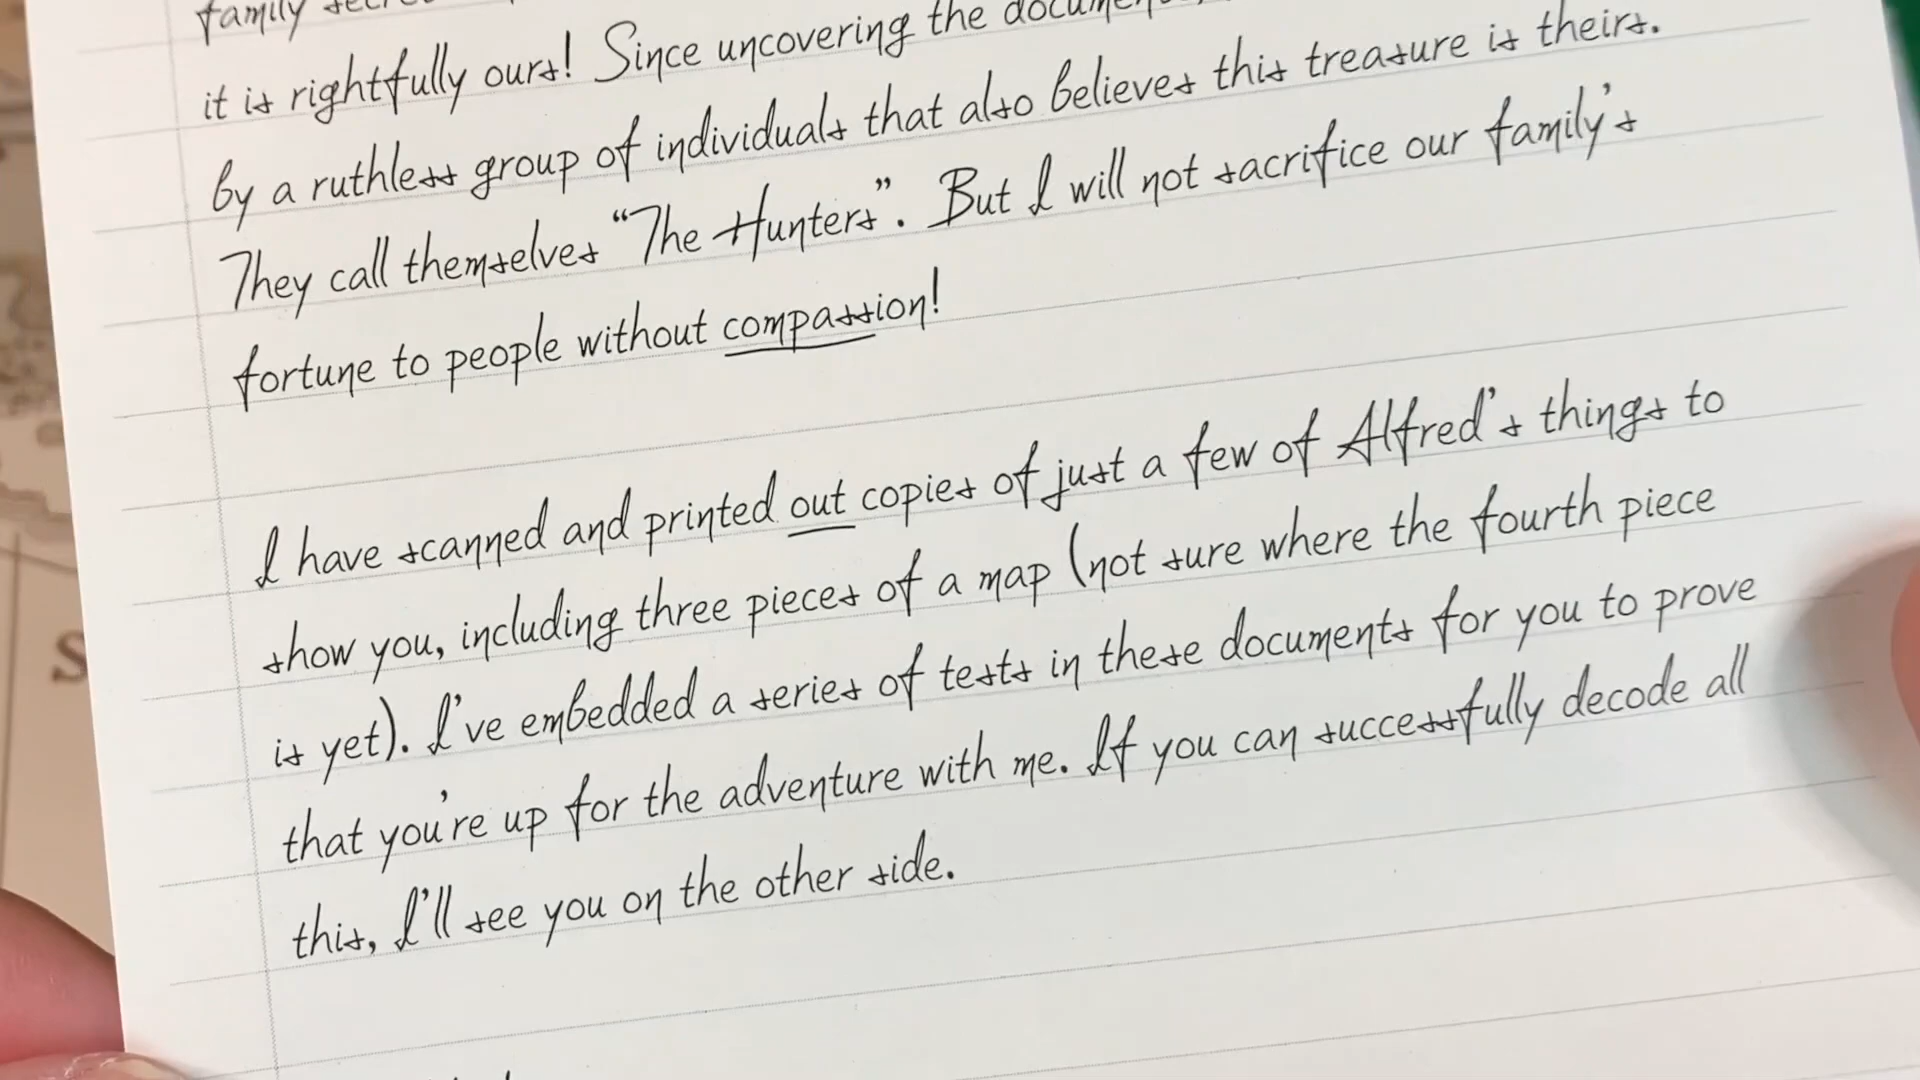 family
it is rightfully ours! Since uncovering the
by a ruthless group of individuals that also believes this treasure is theirs.
They call themselves “The Hunters”. But I will not sacrifice our family's
fortune to people without compassion!
I have scanned and printed out copies of just a few of Alfred's things to
show you, including three pieces of a map (not sure where the fourth piece
is yet). I've embedded a series of tests in these documents for you to prove
that you're up for the adventure with me. If you can successfully decode all
this, I'll see you on the other side.
S